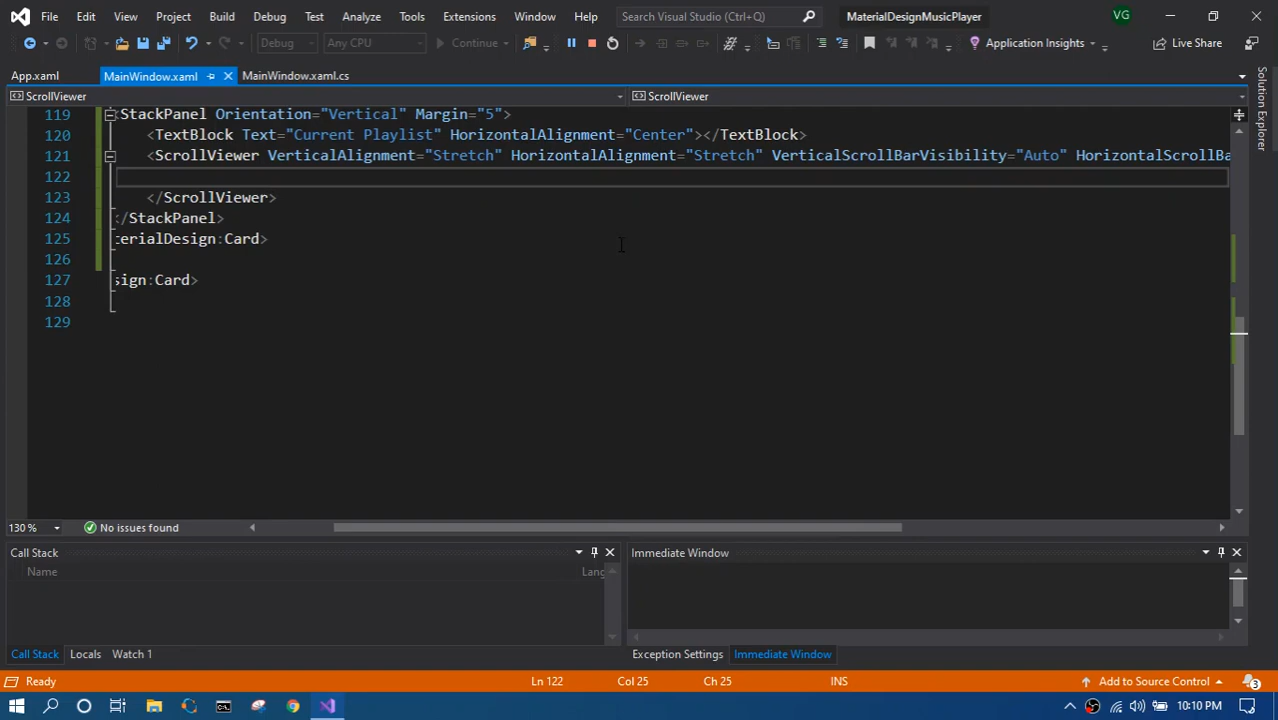 File Edit View Project Build Debug Test Analyze Tools Extensions Window Help Search Visual Studio (Ctrl+Q) MaterialDesignMusicPlayer VG
Debug Any CPU Continue Application Insights Live Share
App.xaml MainWindow.xaml MainWindow.xaml.cs
ScrollViewer ScrollViewer
119 StackPanel Orientation="Vertical" Margin="5">
120 <TextBlock Text="Current Playlist" HorizontalAlignment="Center"></TextBlock>
121 <ScrollViewer VerticalAlignment="Stretch" HorizontalAlignment="Stretch" VerticalScrollBarVisibility="Auto" HorizontalScrollBa
122
123 </ScrollViewer>
124 </StackPanel>
125 terialDesign:Card>
126
127 sign:Card>
128
129
130 % No issues found
Call Stack Immediate Window
Name Lang
Call Stack Locals Watch 1 Exception Settings Immediate Window
Ready Ln 122 Col 25 Ch 25 INS Add to Source Control 3
10:10 PM
Solution Explorer